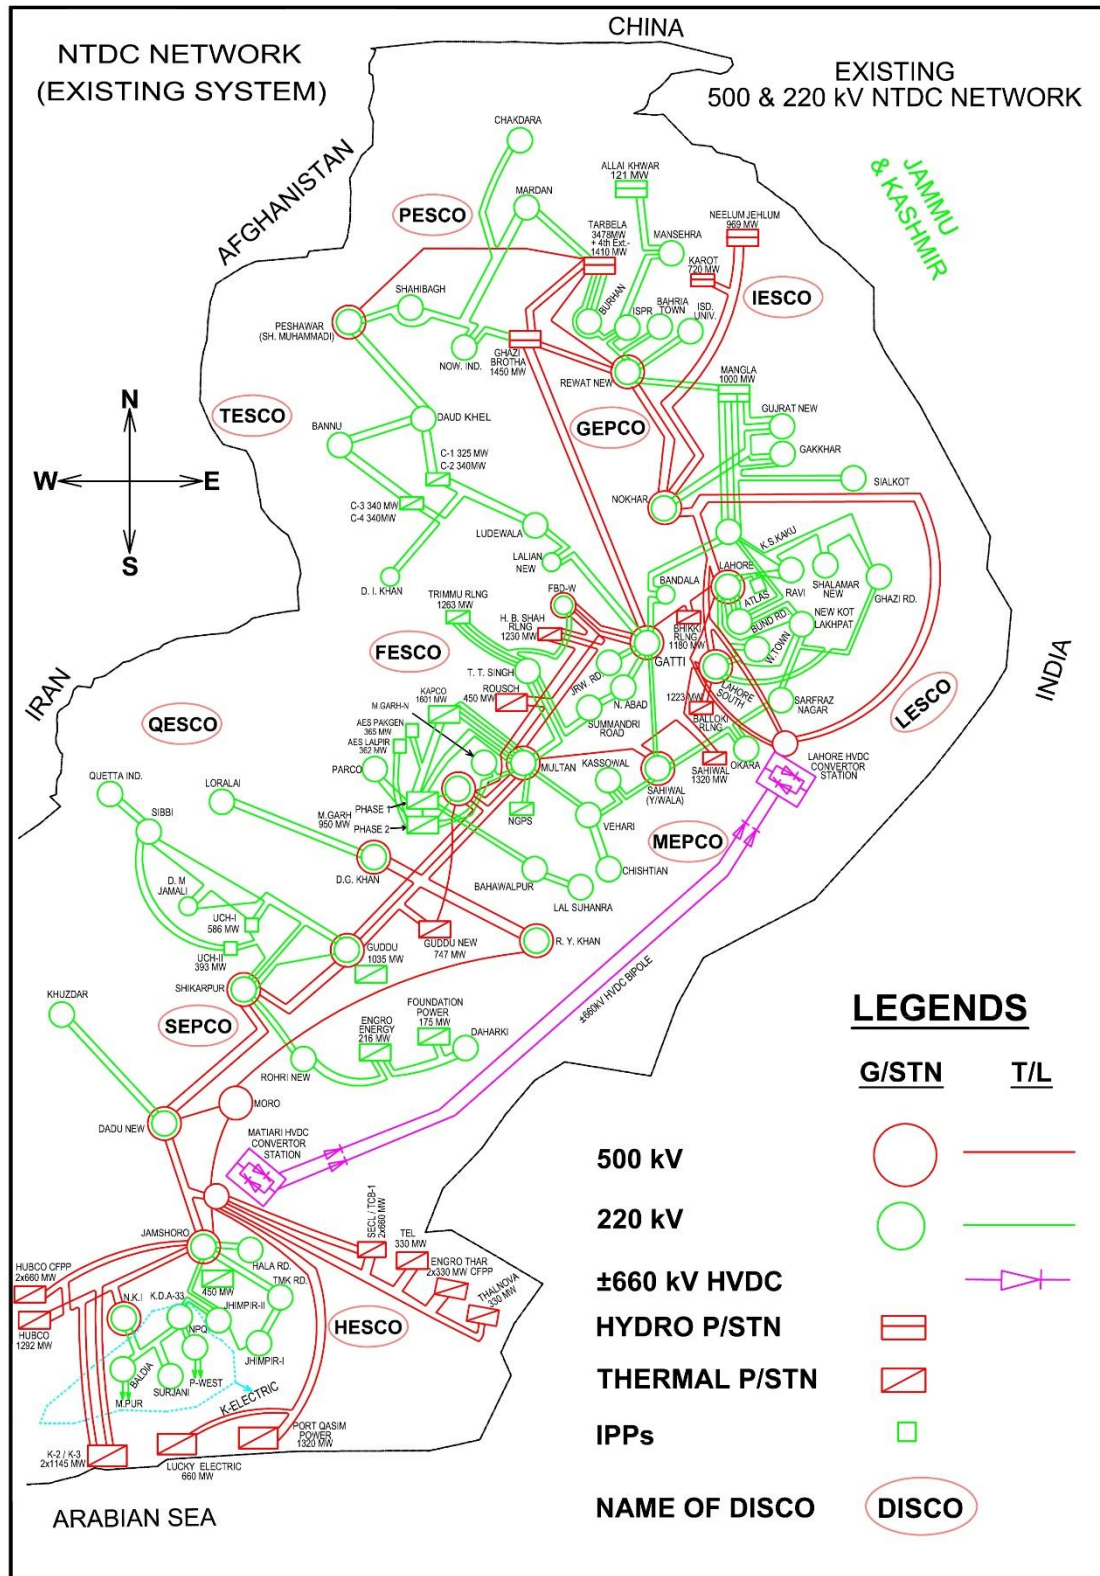 CHINA
NTDC NETWORK
(EXISTING SYSTEM)
EXISTING
500 & 220 kV NTDC NETWORK
AFGHANISTAN
JAMMU
& KASHMIR
CHAKDARA
PESCO
MARDAN
ALLAI KHWAR
121 MW
TARBELA
3478MW
+ 4th Ext.-
1410 MW
MANSEHRA
NEELUM JEHLUM
969 MW
KAROT
720 MW
IESCO
SHAHIBAGH
BURHAN
ISPR
BAHRIA
TOWN
ISD.
UNIV.
PESHAWAR
(SH. MUHAMMADI)
NOW. IND.
GHAZI
BROTHA
1450 MW
REWAT NEW
MANGLA
1000 MW
N
W
E
S
TESCO
BANNU
DAUD KHEL
GEPCO
GUJRAT NEW
GAKKHAR
C-1 325 MW
C-2 340MW
SIALKOT
C-3 340 MW
C-4 340MW
NOKHAR
LUDEWALA
K.S.KAKU
LALIAN
NEW
D. I. KHAN
LAHORE
ATLAS
RAVI
SHALAMAR
NEW
GHAZI RD.
BANDALA
FBD-W
TRIMMU RLNG
1263 MW
H. B. SHAH
RLNG
1230 MW
BHIKKI
RLNG
1180 MW
BUND RD.
NEW KOT
LAKHPAT
FESCO
GATTI
W.TOWN
INDIA
IRAN
T. T. SINGH
JRW. RD.
LAHORE
SOUTH
LESCO
KAPCO
1601 MW
M.GARH-N
ROUSCH
450 MW
N. ABAD
1223 MW
BALLOKI
RLNG
SARFRAZ
NAGAR
QESCO
AES PAKGEN
365 MW
AES LALPIR
362 MW
SUMMANDRI
ROAD
PARCO
MULTAN
KASSOWAL
SAHIWAL
(Y/WALA)
SAHIWAL
1320 MW
OKARA
LAHORE HVDC
CONVERTOR
STATION
QUETTA IND.
LORALAI
SIBBI
M.GARH
950 MW
PHASE 1
PHASE 2
NGPS
VEHARI
MEPCO
D.G. KHAN
BAHAWALPUR
CHISHTIAN
LAL SUHANRA
D. M
JAMALI
UCH-I
586 MW
UCH-II
393 MW
GUDDU
1035 MW
GUDDU NEW
747 MW
R. Y. KHAN
±660kV HVDC BIPOLE
SHIKARPUR
KHUZDAR
SEPCO
ENGRO
ENERGY
216 MW
FOUNDATION
POWER
175 MW
DAHARKI
ROHRI NEW
MORO
DADU NEW
MATIARI HVDC
CONVERTOR
STATION
JAMSHORO
SECL / TCB-1
2x660 MW
TEL
330 MW
ENGRO THAR
2x330 MW CFPP
THALNOVA
330 MW
HALA RD.
TMK RD.
HUBCO CFPP
2x660 MW
450 MW
N.K.I
K.D.A-33
JHIMPIR-II
HESCO
HUBCO
1292 MW
NPQ
JHIMPIR-I
BALDIA
SURJANI
P-WEST
M.PUR
K-ELECTRIC
K-2 / K-3
2x1145 MW
LUCKY ELECTRIC
660 MW
PORT QASIM
POWER
1320 MW
ARABIAN SEA
LEGENDS
G/STN T/L
500 kV
220 kV
±660 kV HVDC
HYDRO P/STN
THERMAL P/STN
IPPs
NAME OF DISCO DISCO